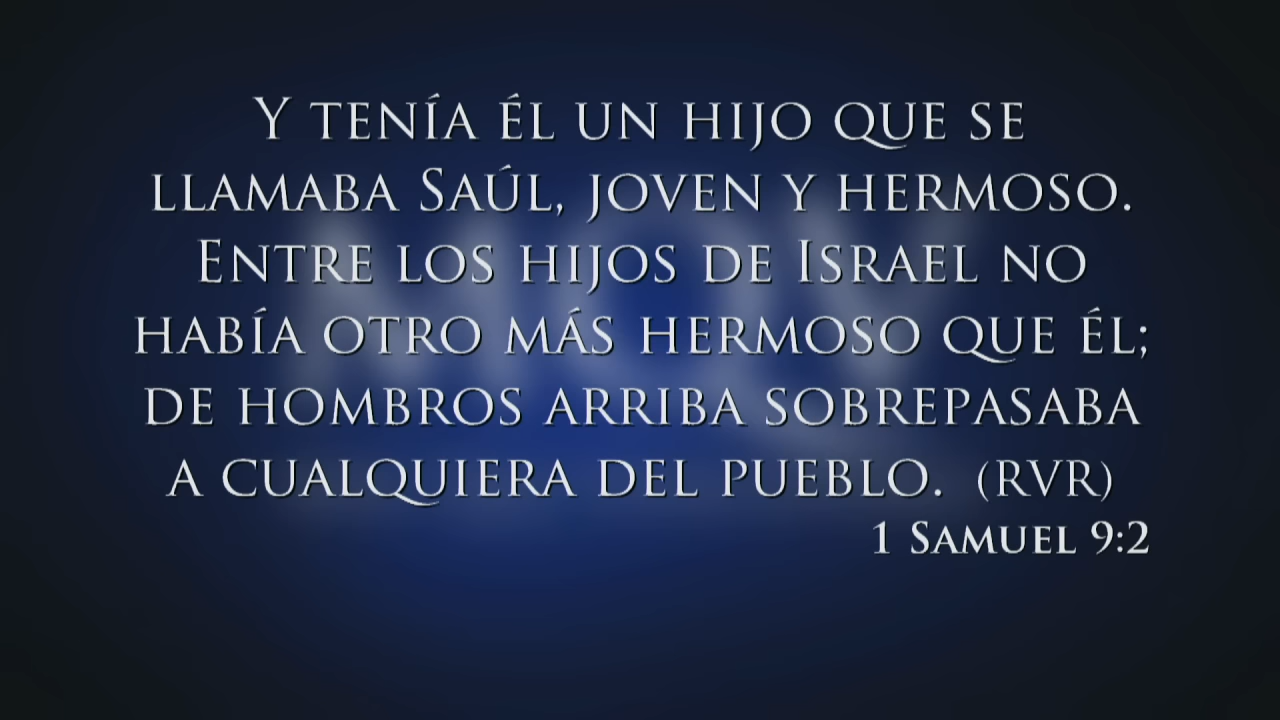 Y tenía él un hijo que se
llamaba Saúl, joven y hermoso.
Entre los hijos de Israel no
había otro más hermoso que él;
de hombros arriba sobrepasaba
a cualquiera del pueblo. (RVR)
1 Samuel 9:2